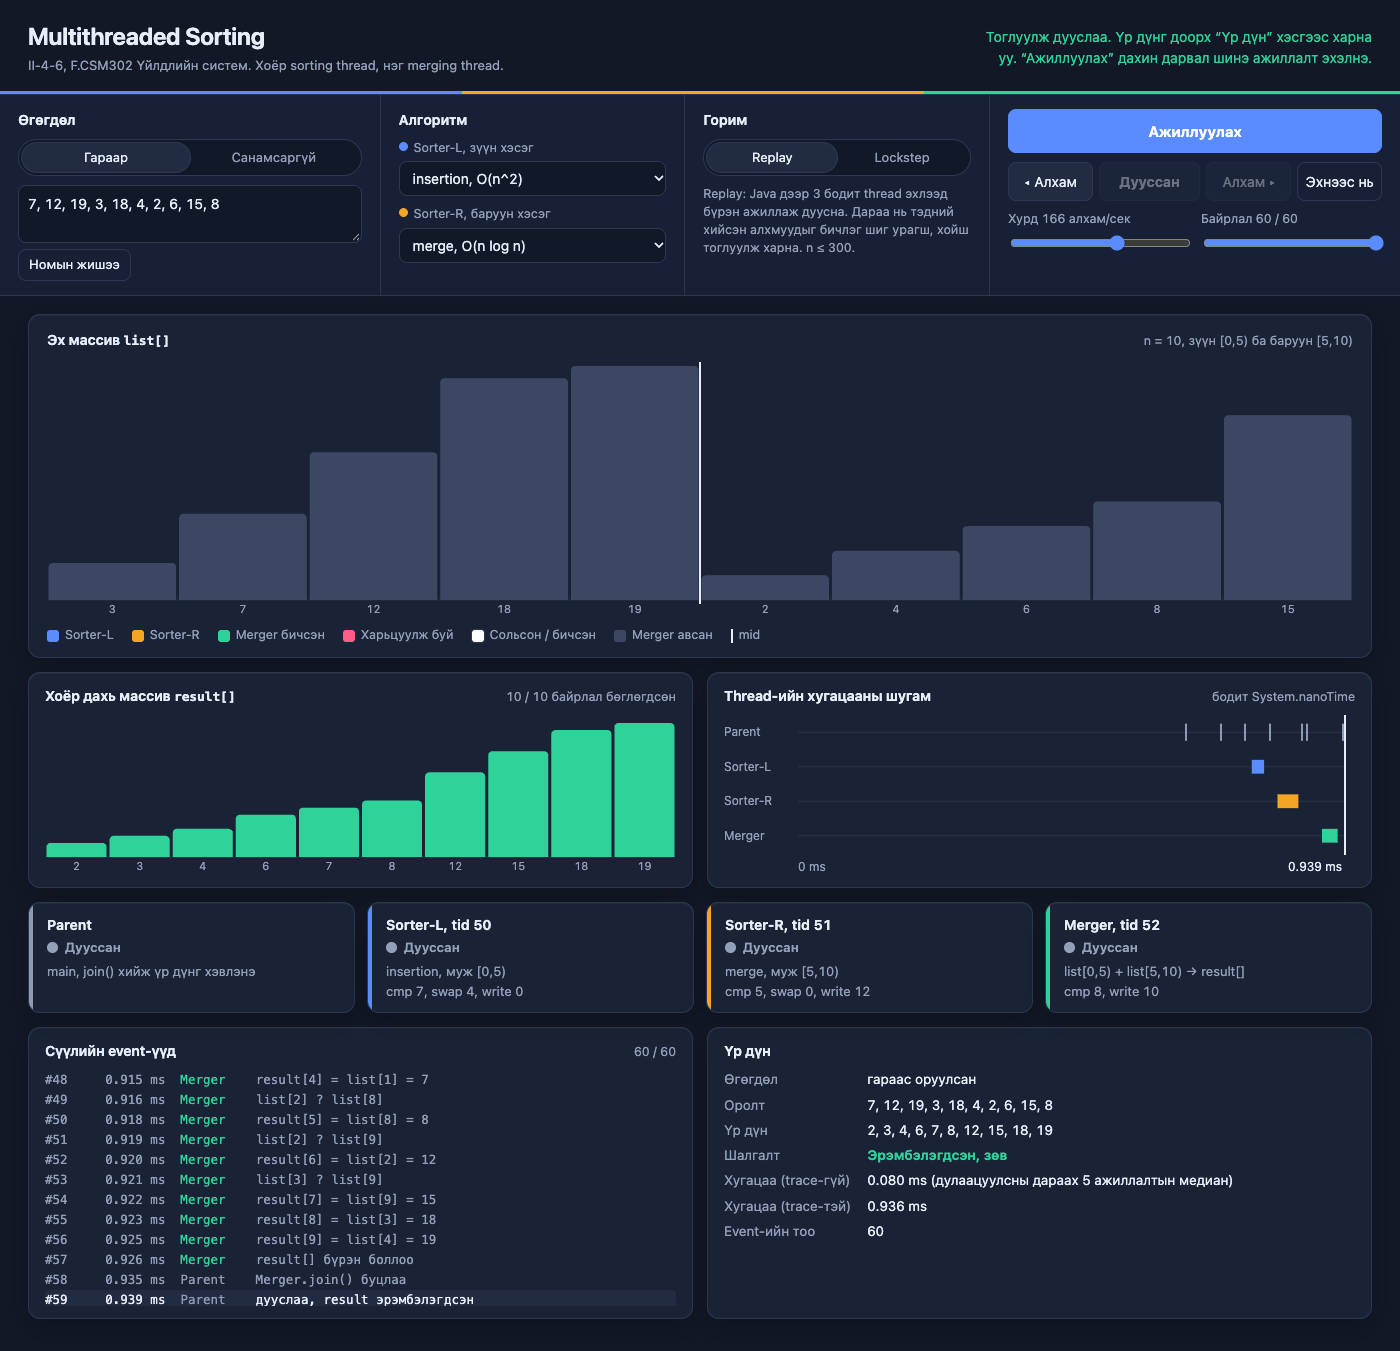 Multithreaded Sorting
II-4-6, F.CSM302 Үйлдлийн систем. Хоёр sorting thread, нэг merging thread.
Тоглуулж дууслаа. Үр дүнг доорх “Үр дүн” хэсгээс харна
уу. “Ажиллуулах” дахин дарвал шинэ ажиллалт эхэлнэ.
Өгөгдөл
Гараар
Санамсаргүй
7, 12, 19, 3, 18, 4, 2, 6, 15, 8
Номын жишээ
Алгоритм
Sorter-L, зүүн хэсэг
insertion, O(n^2)
Sorter-R, баруун хэсэг
merge, O(n log n)
Горим
Replay
Lockstep
Replay: Java дээр 3 бодит thread эхлээд
бүрэн ажиллаж дуусна. Дараа нь тэдний
хийсэн алхмуудыг бичлэг шиг урагш, хойш
тоглуулж харна. n ≤ 300.
Ажиллуулах
◂ Алхам
Дууссан
Алхам ▸
Эхнээс нь
Хурд 166 алхам/сек
Байрлал 60 / 60
Эх массив list[]
n = 10, зүүн [0,5) ба баруун [5,10)
3 7 12 18 19 2 4 6 8 15
Sorter-L
Sorter-R
Merger бичсэн
Харьцуулж буй
Сольсон / бичсэн
Merger авсан
mid
Хоёр дахь массив result[]
10 / 10 байрлал бөглөгдсөн
2 3 4 6 7 8 12 15 18 19
Thread-ийн хугацааны шугам
бодит System.nanoTime
Parent
Sorter-L
Sorter-R
Merger
0 ms
0.939 ms
Parent
Дууссан
main, join() хийж үр дүнг хэвлэнэ
Sorter-L, tid 50
Дууссан
insertion, муж [0,5)
cmp 7, swap 4, write 0
Sorter-R, tid 51
Дууссан
merge, муж [5,10)
cmp 5, swap 0, write 12
Merger, tid 52
Дууссан
list[0,5) + list[5,10) → result[]
cmp 8, write 10
Сүүлийн event-үүд
60 / 60
#48 0.915 ms Merger result[4] = list[1] = 7
#49 0.916 ms Merger list[2] ? list[8]
#50 0.918 ms Merger result[5] = list[8] = 8
#51 0.919 ms Merger list[2] ? list[9]
#52 0.920 ms Merger result[6] = list[2] = 12
#53 0.921 ms Merger list[3] ? list[9]
#54 0.922 ms Merger result[7] = list[9] = 15
#55 0.923 ms Merger result[8] = list[3] = 18
#56 0.925 ms Merger result[9] = list[4] = 19
#57 0.926 ms Merger result[] бүрэн боллоо
#58 0.935 ms Parent Merger.join() буцлаа
#59 0.939 ms Parent дууслаа, result эрэмбэлэгдсэн
Үр дүн
Өгөгдөл гараас оруулсан
Оролт 7, 12, 19, 3, 18, 4, 2, 6, 15, 8
Үр дүн 2, 3, 4, 6, 7, 8, 12, 15, 18, 19
Шалгалт Эрэмбэлэгдсэн, зөв
Хугацаа (trace-гүй) 0.080 ms (дулаацуулсны дараах 5 ажиллалтын медиан)
Хугацаа (trace-тэй) 0.936 ms
Event-ийн тоо 60